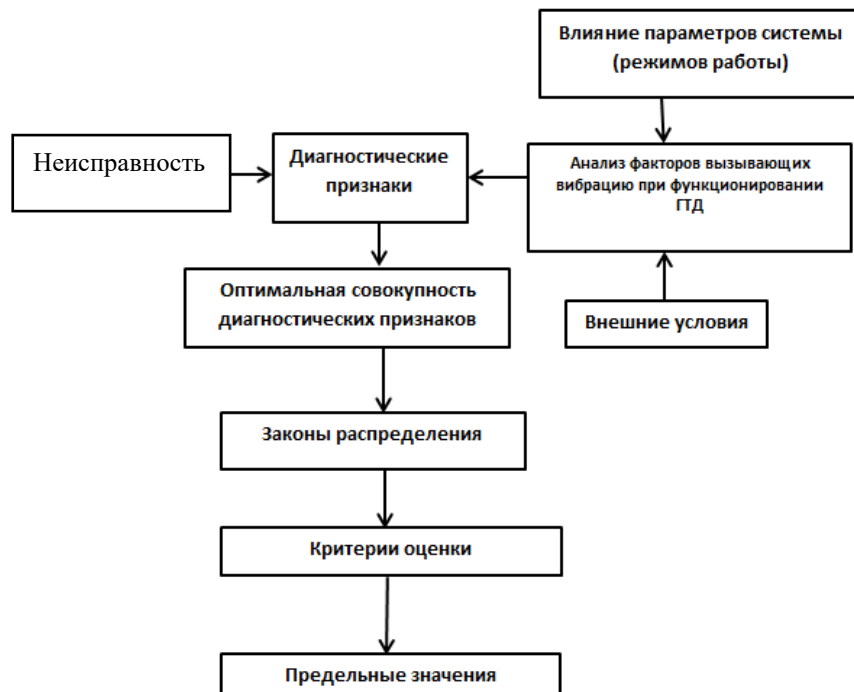 Влияние параметров системы
(режимов работы)
Неисправность
Диагностические
признаки
Анализ факторов вызывающих
вибрацию при функционировании
ГТД
Оптимальная совокупность
диагностических признаков
Внешние условия
Законы распределения
Критерии оценки
Предельные значения